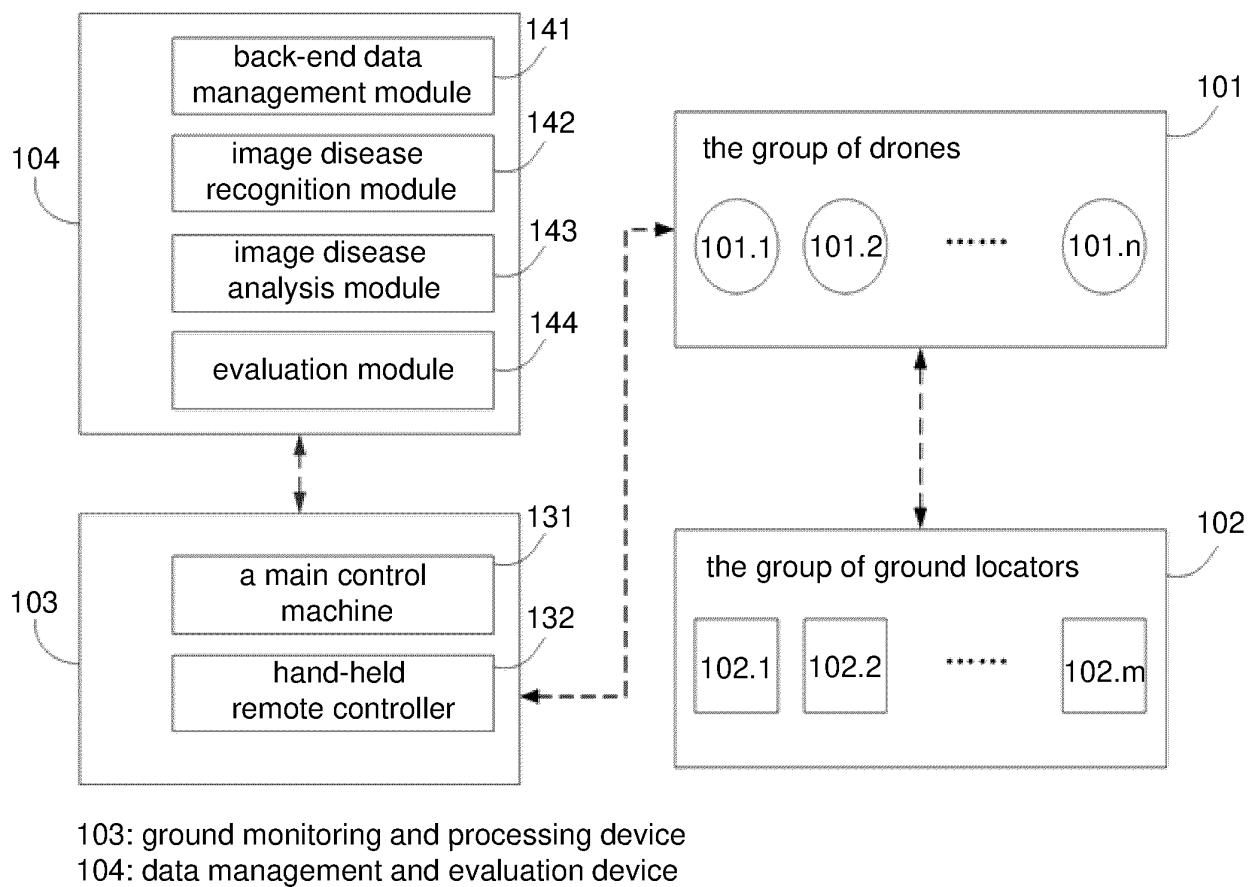 104
141
back-end data
management module
142
image disease
recognition module
143
image disease
analysis module
144
evaluation module
101
the group of drones
101.1 101.2 ...... 101.n
103
131
a main control
machine
132
hand-held
remote controller
102
the group of ground locators
102.1 102.2 ...... 102.m
103: ground monitoring and processing device
104: data management and evaluation device